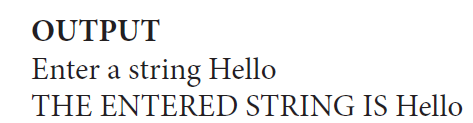 OUTPUT
Enter a string Hello
THE ENTERED STRING IS Hello